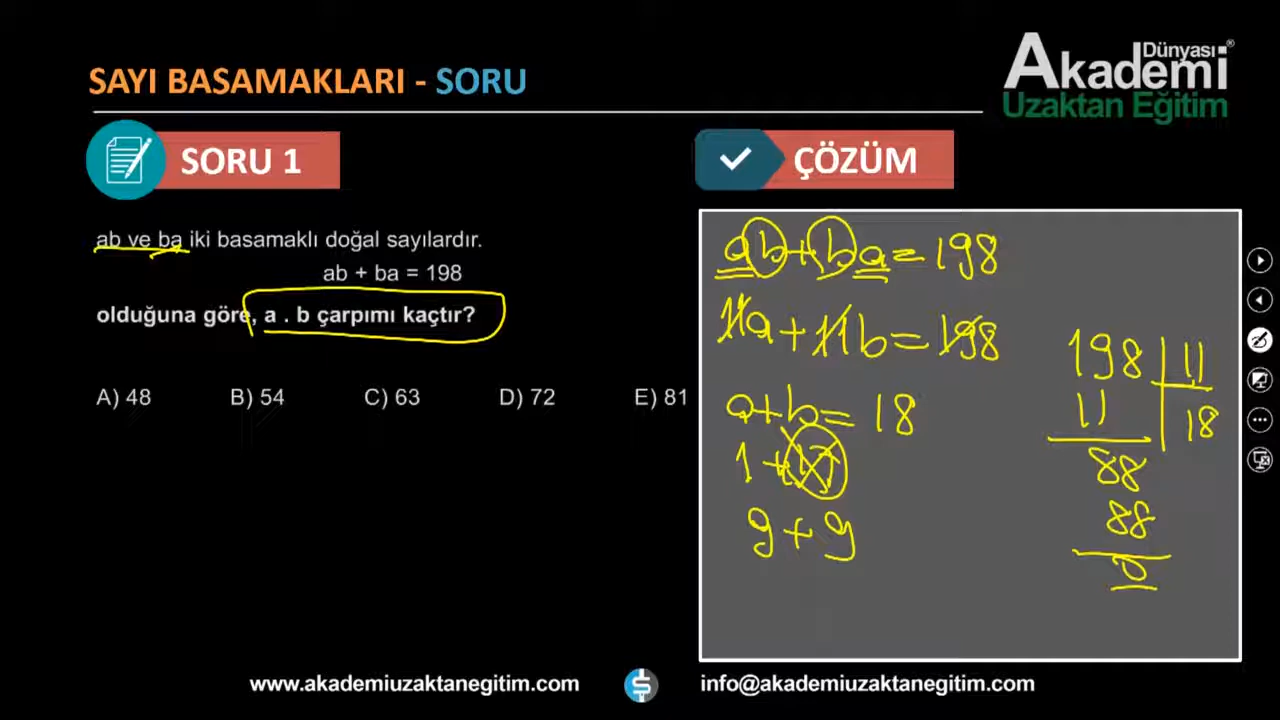 SAYI BASAMAKLARI - SORU
Akademi Dünyası®
Uzaktan Eğitim
SORU 1
ab ve ba iki basamaklı doğal sayılardır.
ab + ba = 198
olduğuna göre, a . b çarpımı kaçtır?
A) 48 B) 54 C) 63 D) 72 E) 81
ÇÖZÜM
ab+ba=198
11a+11b=198
a+b=18
1+17
9+9
198 11
11 18
88
88
0
www.akademiuzaktanegitim.com
info@akademiuzaktanegitim.com